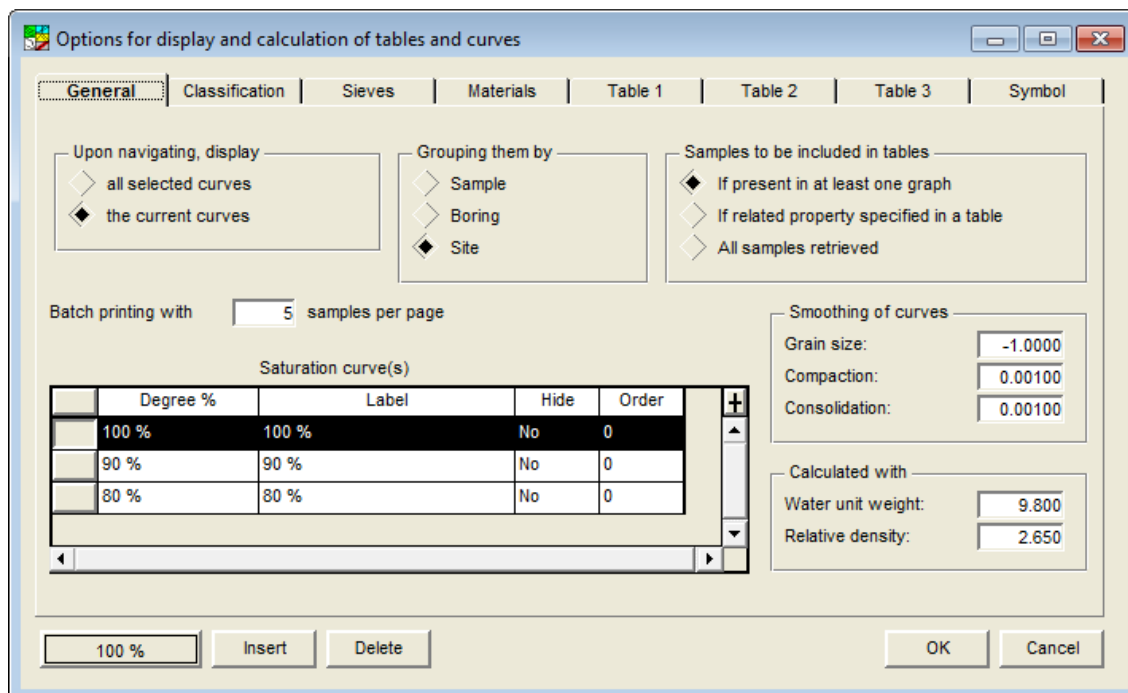 Options for display and calculation of tables and curves
General Classification Sieves Materials Table 1 Table 2 Table 3 Symbol
Upon navigating, display
all selected curves
the current curves
Grouping them by
Sample
Boring
Site
Samples to be included in tables
If present in at least one graph
If related property specified in a table
All samples retrieved
Batch printing with 5 samples per page
Saturation curve(s)
Degree % Label Hide Order
100 % 100 % No 0
90 % 90 % No 0
80 % 80 % No 0
Smoothing of curves
Grain size: -1.0000
Compaction: 0.00100
Consolidation: 0.00100
Calculated with
Water unit weight: 9.800
Relative density: 2.650
100 % Insert Delete OK Cancel